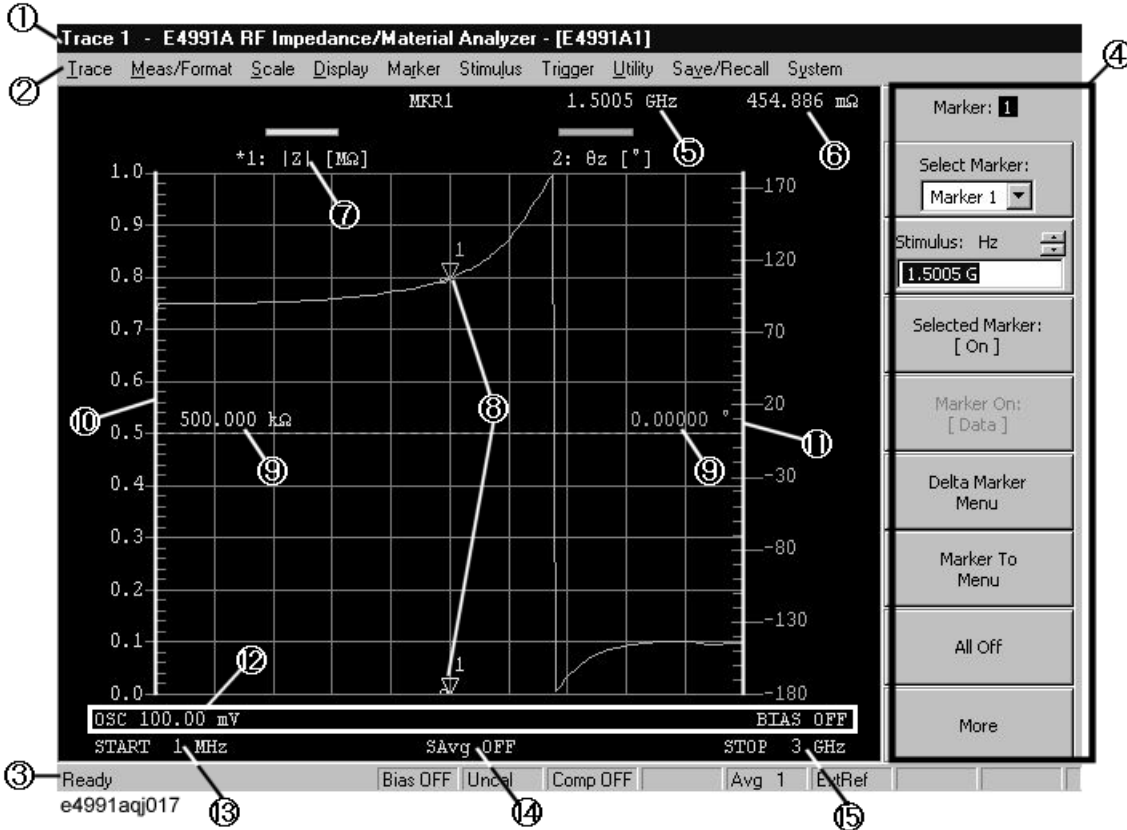 ①
Trace 1 - E4991A RF Impedance/Material Analyzer - [E4991A1]
②
Trace Meas/Format Scale Display Marker Stimulus Trigger Utility Save/Recall System
④
MKR1 1.5005 GHz 454.886 mΩ
⑤ ⑥
*1: |Z| [MΩ] 2: θz [°]
⑦
1.0
0.9
0.8
0.7
0.6
0.5
0.4
0.3
0.2
0.1
0.0
170
120
70
20
-30
-80
-130
-180
1
⑧
⑩
500.000 kΩ 0.00000 °
⑨ ⑨
⑪
1
⑫
OSC 100.00 mV BIAS OFF
START 1 MHz SAvg OFF STOP 3 GHz
③
Ready Bias OFF Uncal Comp OFF Avg 1 ExtRef
e4991aqj017
⑬ ⑭ ⑮
Marker: 1
Select Marker:
Marker 1
Stimulus: Hz
1.5005 G
Selected Marker:
[ On ]
Marker On:
[ Data ]
Delta Marker
Menu
Marker To
Menu
All Off
More